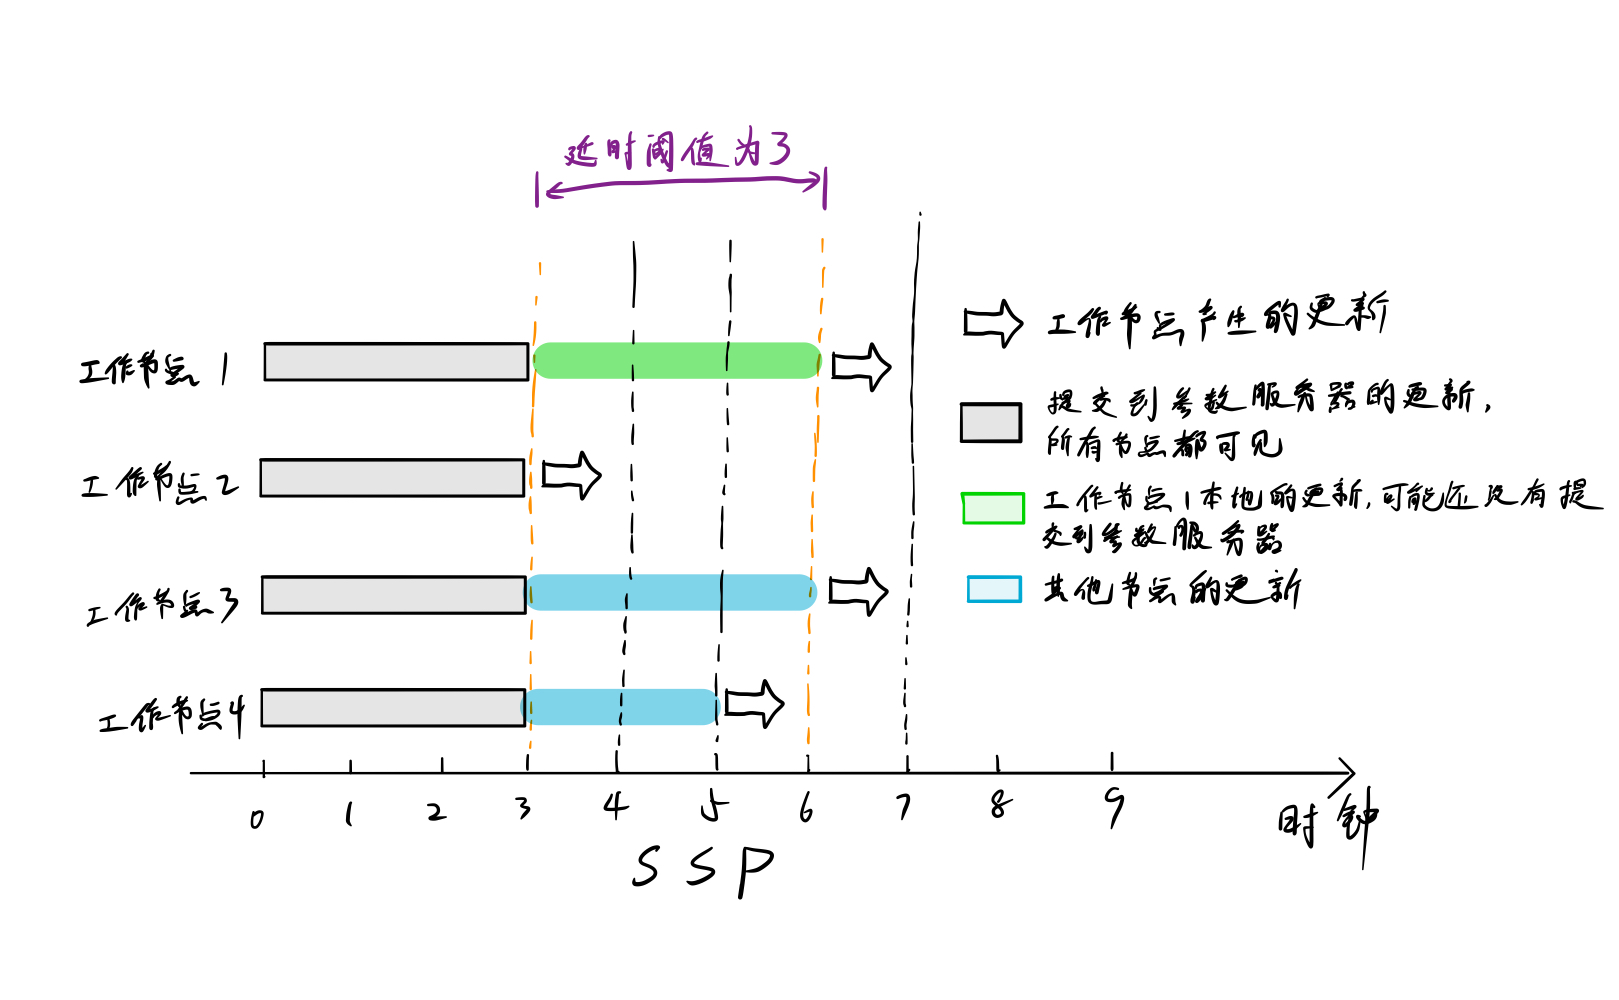 延时阈值为3
工作节点1
工作节点2
工作节点3
工作节点4
工作节点产生的更新
提交到参数服务器的更新,
所有节点都可见
工作节点1本地的更新,可能还没有提
交到参数服务器
其他节点的更新
0 1 2 3 4 5 6 7 8 9
时钟
SSP